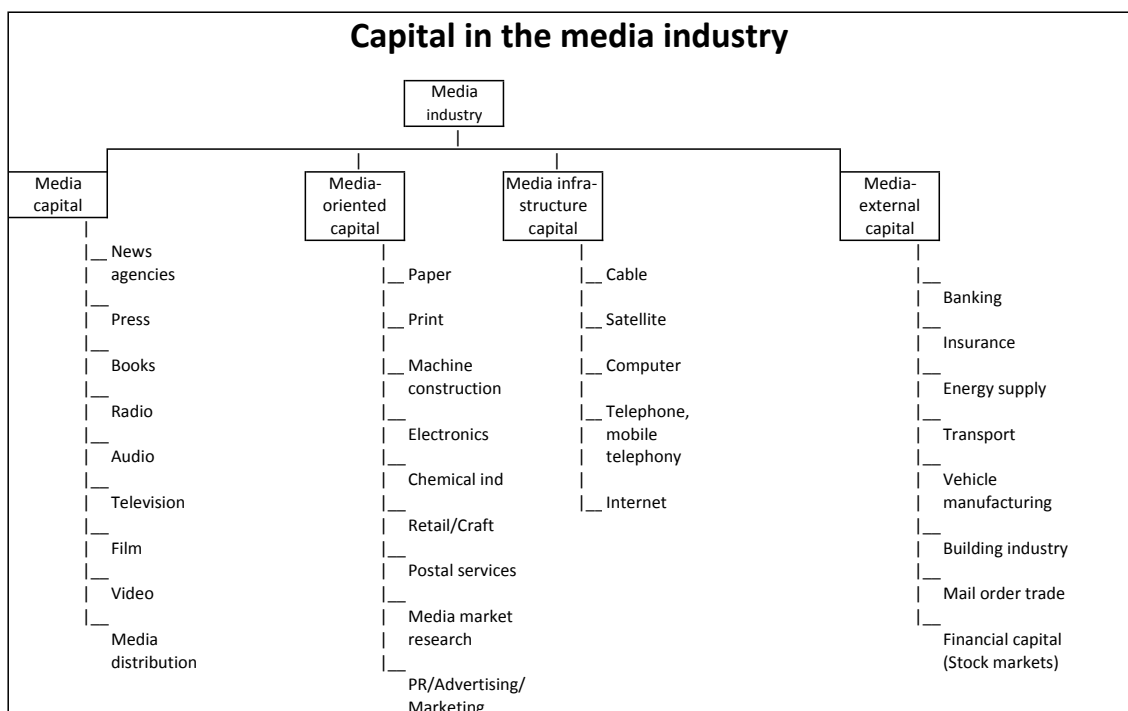 Capital in the media industry
Media
industry
Media
capital
News
agencies
Press
Books
Radio
Audio
Television
Film
Video
Media
distribution
Media-
oriented
capital
Paper
Print
Machine
construction
Electronics
Chemical ind
Retail/Craft
Postal services
Media market
research
PR/Advertising/
Marketing
Media infra-
structure
capital
Cable
Satellite
Computer
Telephone,
mobile
telephony
Internet
Media-
external
capital
Banking
Insurance
Energy supply
Transport
Vehicle
manufacturing
Building industry
Mail order trade
Financial capital
(Stock markets)